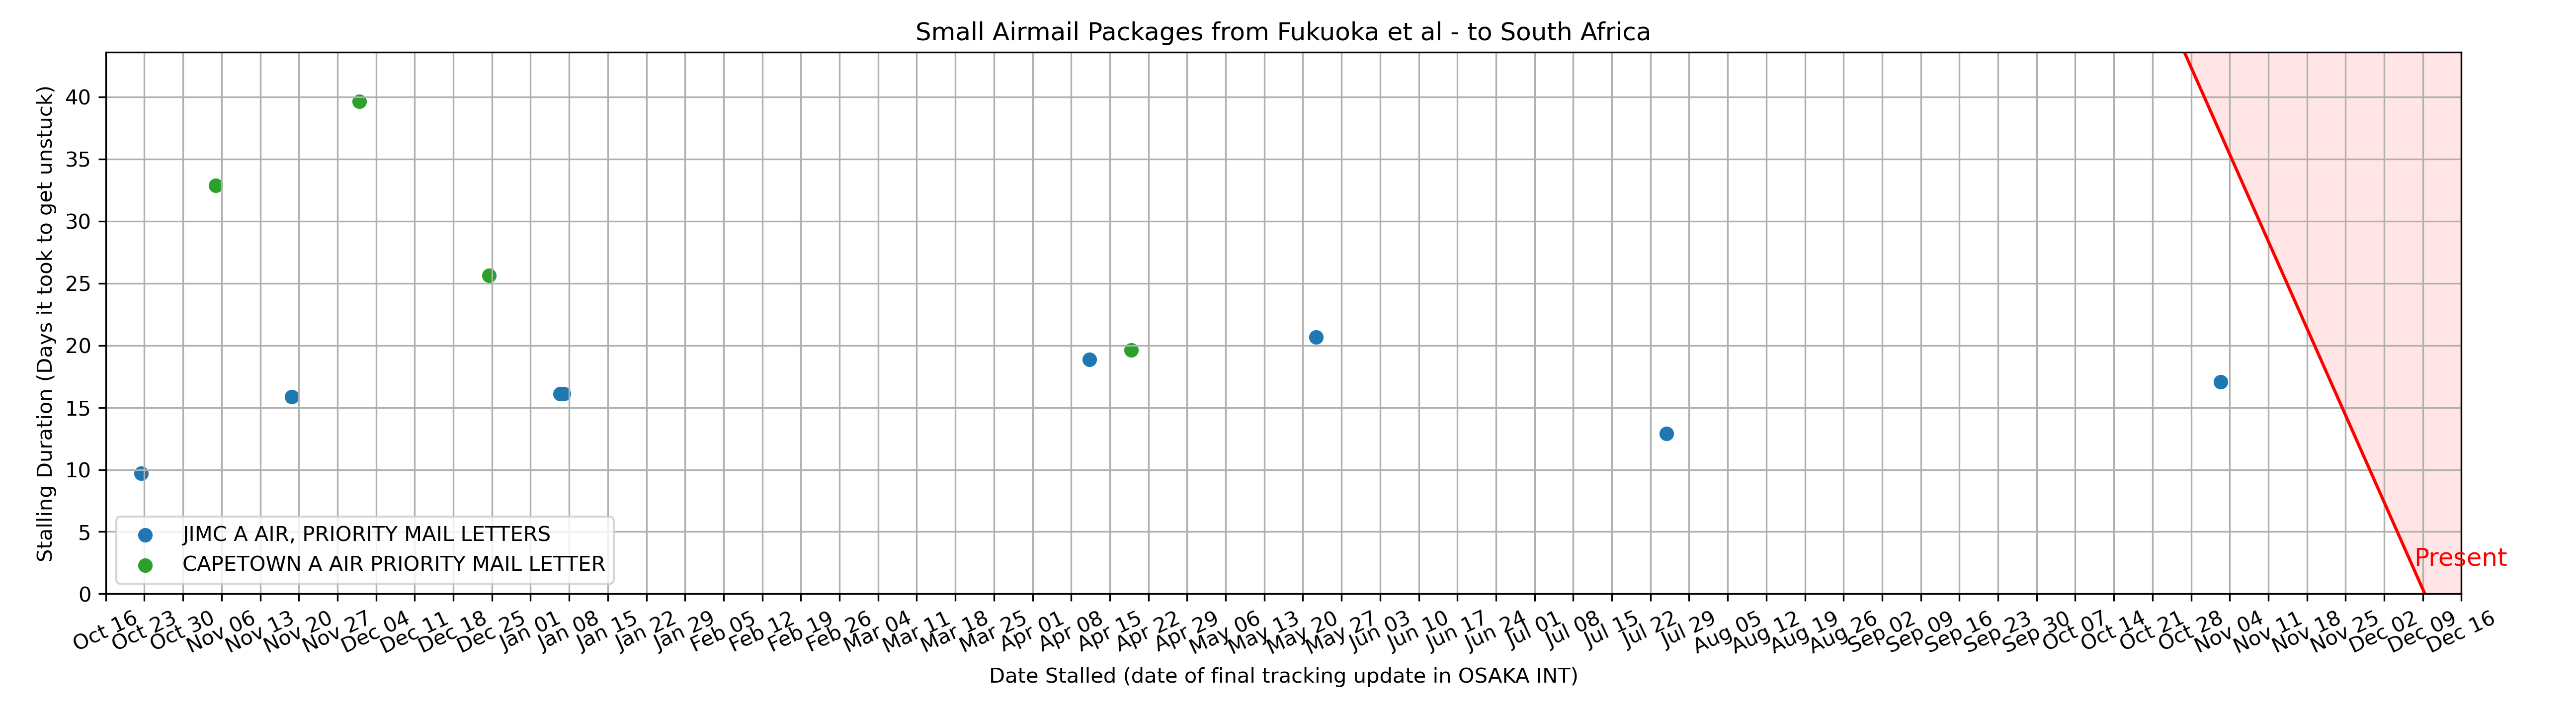 Small Airmail Packages from Fukuoka et al - to South Africa
Stalling Duration (Days it took to get unstuck)
40
35
30
25
20
15
10
5
0
JIMC A AIR, PRIORITY MAIL LETTERS
CAPETOWN A AIR PRIORITY MAIL LETTER
Present
Oct 16 Oct 23 Oct 30 Nov 06 Nov 13 Nov 20 Nov 27 Dec 04 Dec 11 Dec 18 Dec 25 Jan 01 Jan 08 Jan 15 Jan 22 Jan 29 Feb 05 Feb 12 Feb 19 Feb 26 Mar 04 Mar 11 Mar 18 Mar 25 Apr 01 Apr 08 Apr 15 Apr 22 Apr 29 May 06 May 13 May 20 May 27 Jun 03 Jun 10 Jun 17 Jun 24 Jul 01 Jul 08 Jul 15 Jul 22 Jul 29 Aug 05 Aug 12 Aug 19 Aug 26 Sep 02 Sep 09 Sep 16 Sep 23 Sep 30 Oct 07 Oct 14 Oct 21 Oct 28 Nov 04 Nov 11 Nov 18 Nov 25 Dec 02 Dec 09 Dec 16
Date Stalled (date of final tracking update in OSAKA INT)